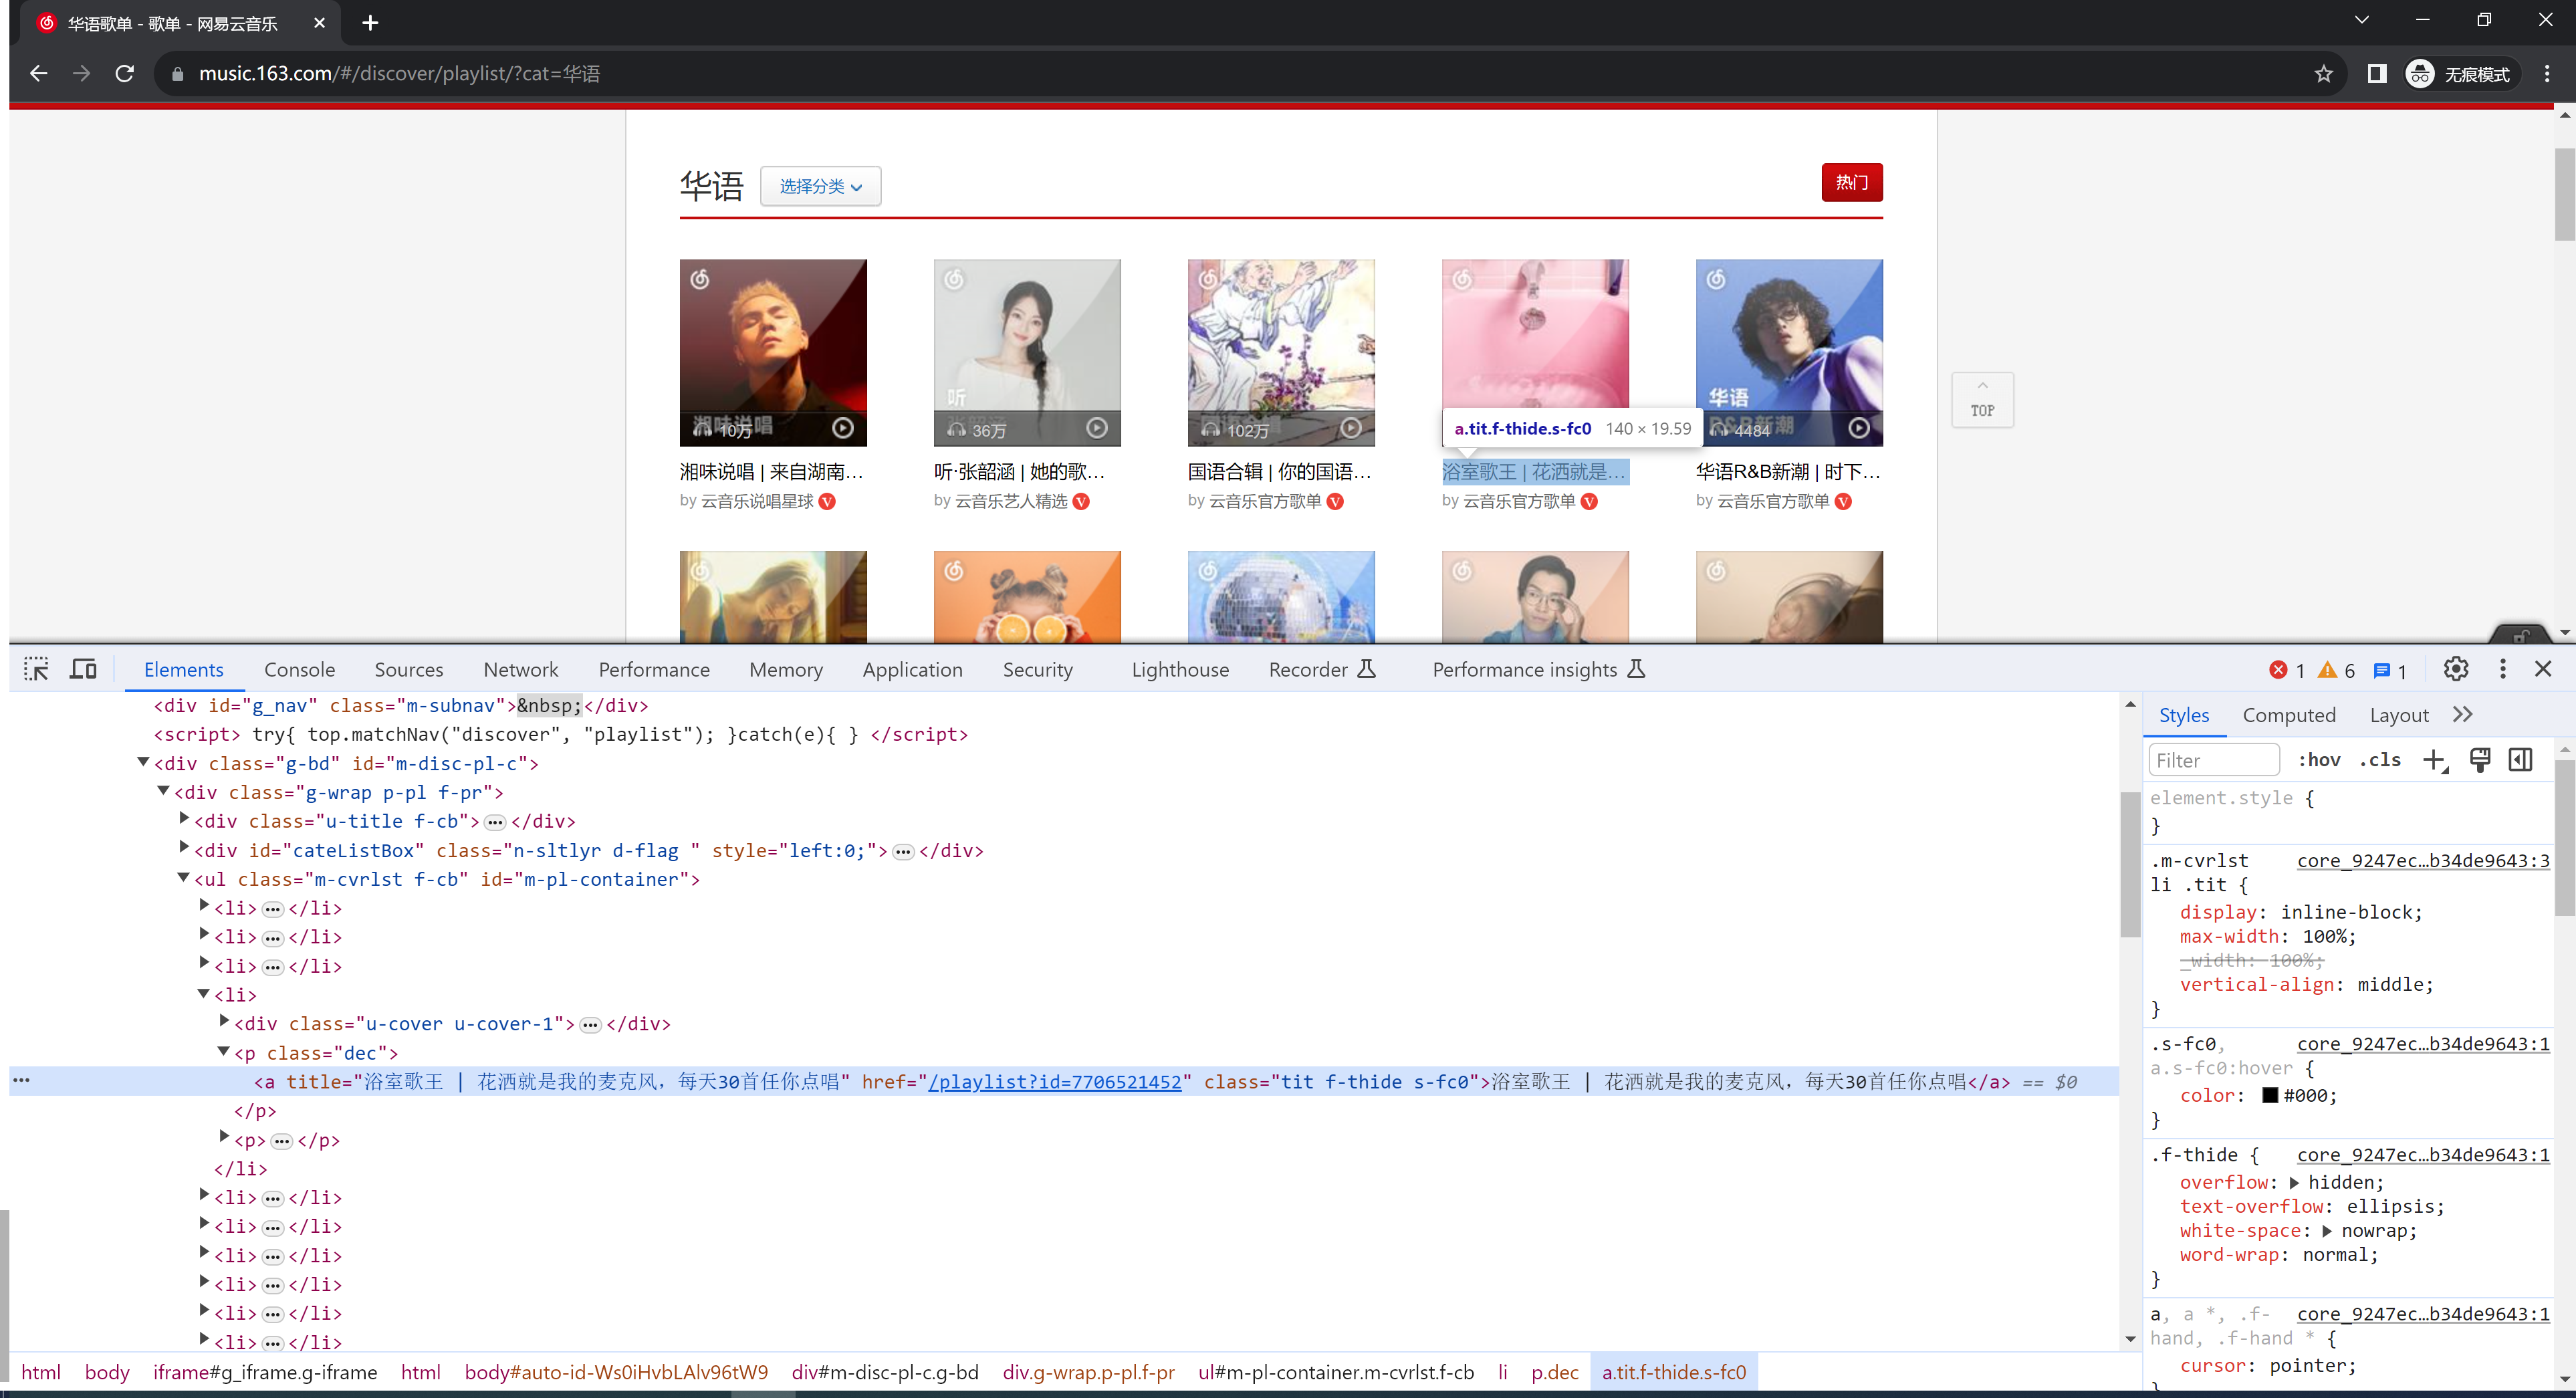 华语歌单 - 歌单 - 网易云音乐
music.163.com/#/discover/playlist/?cat=华语
无痕模式
华语
选择分类
热门
湘味说唱
10万
听
36万
102万
华语
R&B新潮
4484
a.tit.f-thide.s-fc0 140 × 19.59
TOP
湘味说唱 | 来自湖南…
听·张韶涵 | 她的歌…
国语合辑 | 你的国语…
浴室歌王 | 花洒就是…
华语R&B新潮 | 时下…
by 云音乐说唱星球 V
by 云音乐艺人精选 V
by 云音乐官方歌单 V
by 云音乐官方歌单 V
by 云音乐官方歌单 V
Elements Console Sources Network Performance Memory Application Security Lighthouse Recorder Performance insights 1 6 1
<div id="g_nav" class="m-subnav">&nbsp;</div>
<script> try{ top.matchNav("discover", "playlist"); }catch(e){ } </script>
<div class="g-bd" id="m-disc-pl-c">
<div class="g-wrap p-pl f-pr">
<div class="u-title f-cb">…</div>
<div id="cateListBox" class="n-sltlyr d-flag " style="left:0;">…</div>
<ul class="m-cvrlst f-cb" id="m-pl-container">
<li>…</li>
<li>…</li>
<li>…</li>
<li>
<div class="u-cover u-cover-1">…</div>
<p class="dec">
<a title="浴室歌王 | 花洒就是我的麦克风，每天30首任你点唱" href="/playlist?id=7706521452" class="tit f-thide s-fc0">浴室歌王 | 花洒就是我的麦克风，每天30首任你点唱</a> == $0
</p>
<p>…</p>
</li>
<li>…</li>
<li>…</li>
<li>…</li>
<li>…</li>
<li>…</li>
<li>…</li>
html body iframe#g_iframe.g-iframe html body#auto-id-Ws0iHvbLAlv96tW9 div#m-disc-pl-c.g-bd div.g-wrap.p-pl.f-pr ul#m-pl-container.m-cvrlst.f-cb li p.dec a.tit.f-thide.s-fc0
Styles Computed Layout
Filter :hov .cls
element.style {
}
.m-cvrlst core_9247ec…b34de9643:3
li .tit {
display: inline-block;
max-width: 100%;
_width: 100%;
vertical-align: middle;
}
.s-fc0, core_9247ec…b34de9643:1
a.s-fc0:hover {
color: #000;
}
.f-thide { core_9247ec…b34de9643:1
overflow: hidden;
text-overflow: ellipsis;
white-space: nowrap;
word-wrap: normal;
}
a, a *, .f- core_9247ec…b34de9643:1
hand, .f-hand * {
cursor: pointer;
}